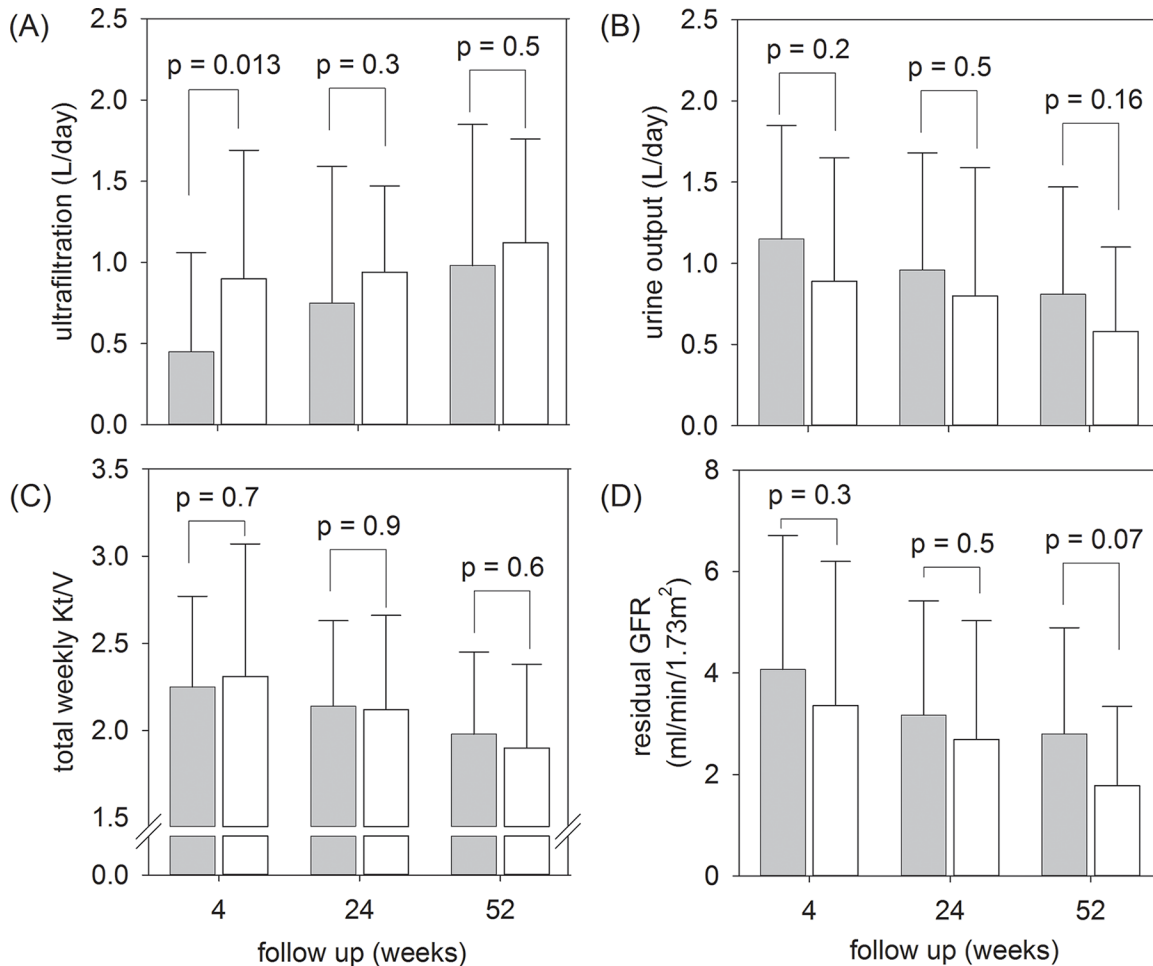 (A)
ultrafiltration (L/day)
2.5
2.0
1.5
1.0
0.5
0.0
p = 0.013
p = 0.3
p = 0.5
(B)
urine output (L/day)
2.5
2.0
1.5
1.0
0.5
0.0
p = 0.2
p = 0.5
p = 0.16
(C)
total weekly Kt/V
3.5
3.0
2.5
2.0
1.5
0.0
p = 0.7
p = 0.9
p = 0.6
4
24
52
follow up (weeks)
(D)
residual GFR
(ml/min/1.73m²)
8
6
4
2
0
p = 0.3
p = 0.5
p = 0.07
4
24
52
follow up (weeks)